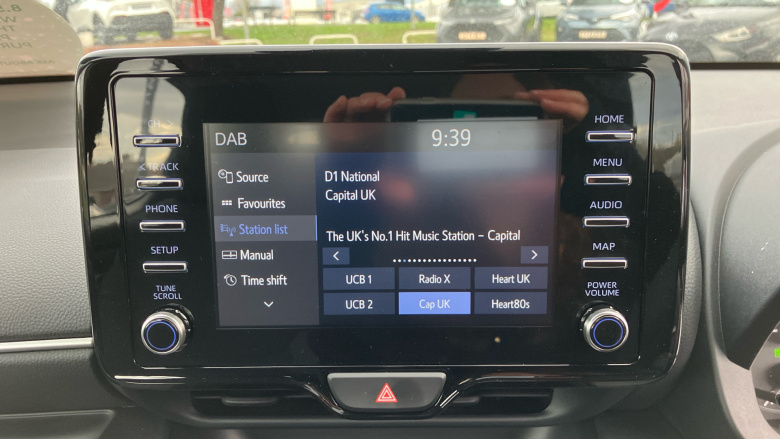 DAB
9:39
Source
Favourites
Station list
Manual
Time shift
D1 National
Capital UK
The UK's No.1 Hit Music Station – Capital
UCB 1
Radio X
Heart UK
UCB 2
Cap UK
Heart80s
< TRACK
PHONE
SETUP
TUNE
SCROLL
HOME
MENU
AUDIO
MAP
POWER
VOLUME